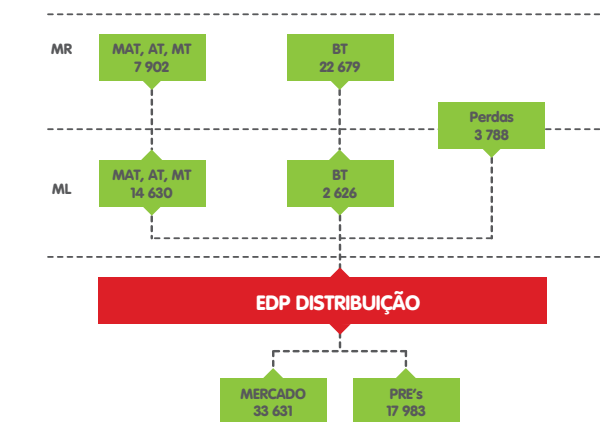 MR
MAT, AT, MT
7 902
BT
22 679
Perdas
3 788
ML
MAT, AT, MT
14 630
BT
2 626
EDP DISTRIBUIÇÃO
MERCADO
33 631
PRE's
17 983